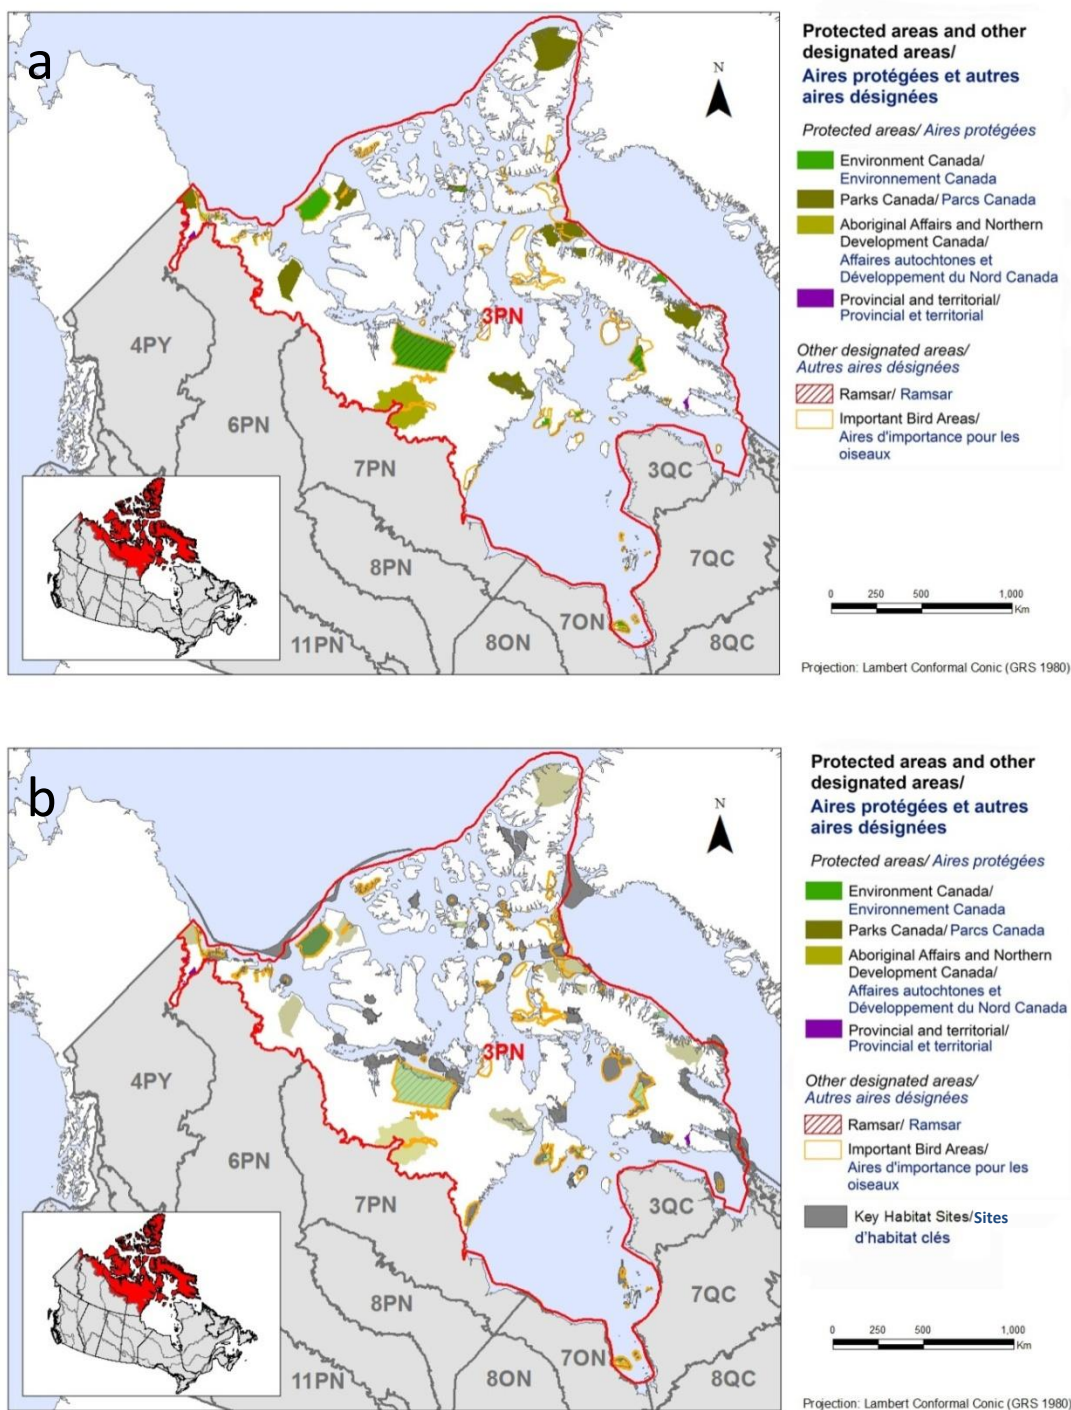 a
N
3PN
4PY
6PN
7PN
3QC
7QC
8PN
7ON
11PN
8ON
8QC
Protected areas and other
designated areas/
Aires protégées et autres
aires désignées
Protected areas/ Aires protégées
Environment Canada/
Environnement Canada
Parks Canada/ Parcs Canada
Aboriginal Affairs and Northern
Development Canada/
Affaires autochtones et
Développement du Nord Canada
Provincial and territorial/
Provincial et territorial
Other designated areas/
Autres aires désignées
Ramsar/ Ramsar
Important Bird Areas/
Aires d'importance pour les
oiseaux
0 250 500 1,000
Km
Projection: Lambert Conformal Conic (GRS 1980)
b
N
3PN
4PY
6PN
7PN
3QC
7QC
8PN
7ON
11PN
8ON
8QC
Protected areas and other
designated areas/
Aires protégées et autres
aires désignées
Protected areas/ Aires protégées
Environment Canada/
Environnement Canada
Parks Canada/ Parcs Canada
Aboriginal Affairs and Northern
Development Canada/
Affaires autochtones et
Développement du Nord Canada
Provincial and territorial/
Provincial et territorial
Other designated areas/
Autres aires désignées
Ramsar/ Ramsar
Important Bird Areas/
Aires d'importance pour les
oiseaux
Key Habitat Sites/Sites
d'habitat clés
0 250 500 1,000
Km
Projection: Lambert Conformal Conic (GRS 1980)